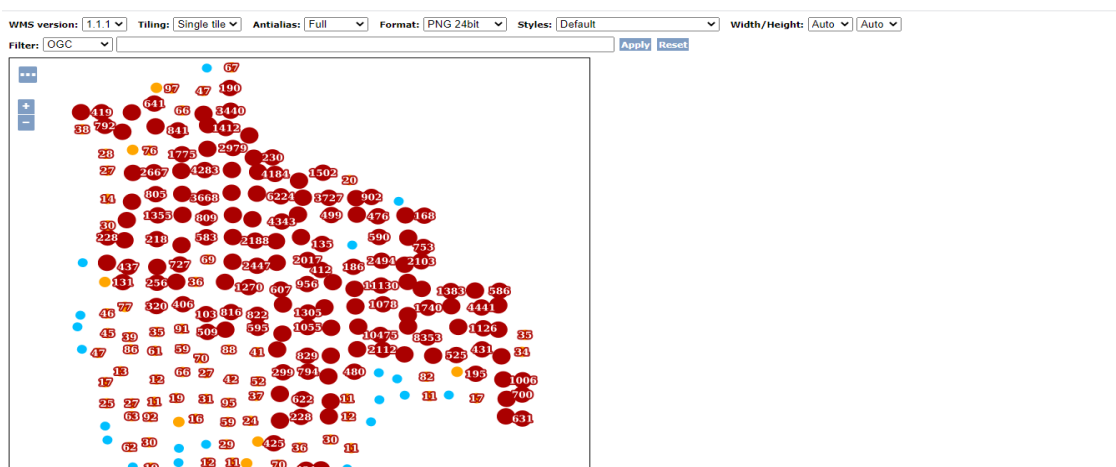 WMS version: 1.1.1 Tiling: Single tile Antialias: Full Format: PNG 24bit Styles: Default Width/Height: Auto Auto
Filter: OGC Apply Reset
67
97 47 190
641
419 66 3440
38 792 841 1412
28 76 1775 2979 230
27 2667 4283 4184 1502 20
14 805 3668 6224 3727 902
1355 809 4343 499 476 168
30
228 218 583 2188 135 590 753
437 727 69 2447 2017 412 186 2494 2103
131 256 36 1270 607 956 11130 1383 586
46 77 320 406 103 816 822 1305 1078 1740 4441
45 39 35 91 509 595 1055 10475 8353 1126 35
47 86 61 59 70 88 41 829 2112 525 431 34
17 13 12 66 27 42 52 299 794 480 82 195 1006
25 27 11 19 31 95 37 622 11 11 17 700
63 92 16 59 24 228 12 631
62 30 29 425 36 30 11
12 11 70